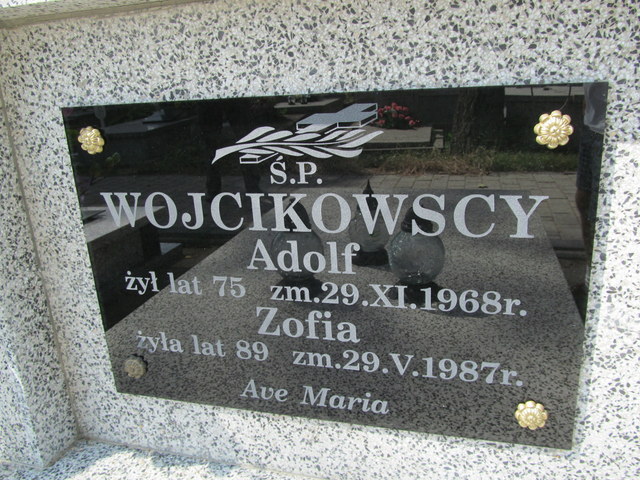 Ś.P.
WOJCIKOWSCY
Adolf
żył lat 75 zm.29.XI.1968r.
Zofia
żyła lat 89 zm.29.V.1987r.
Ave Maria